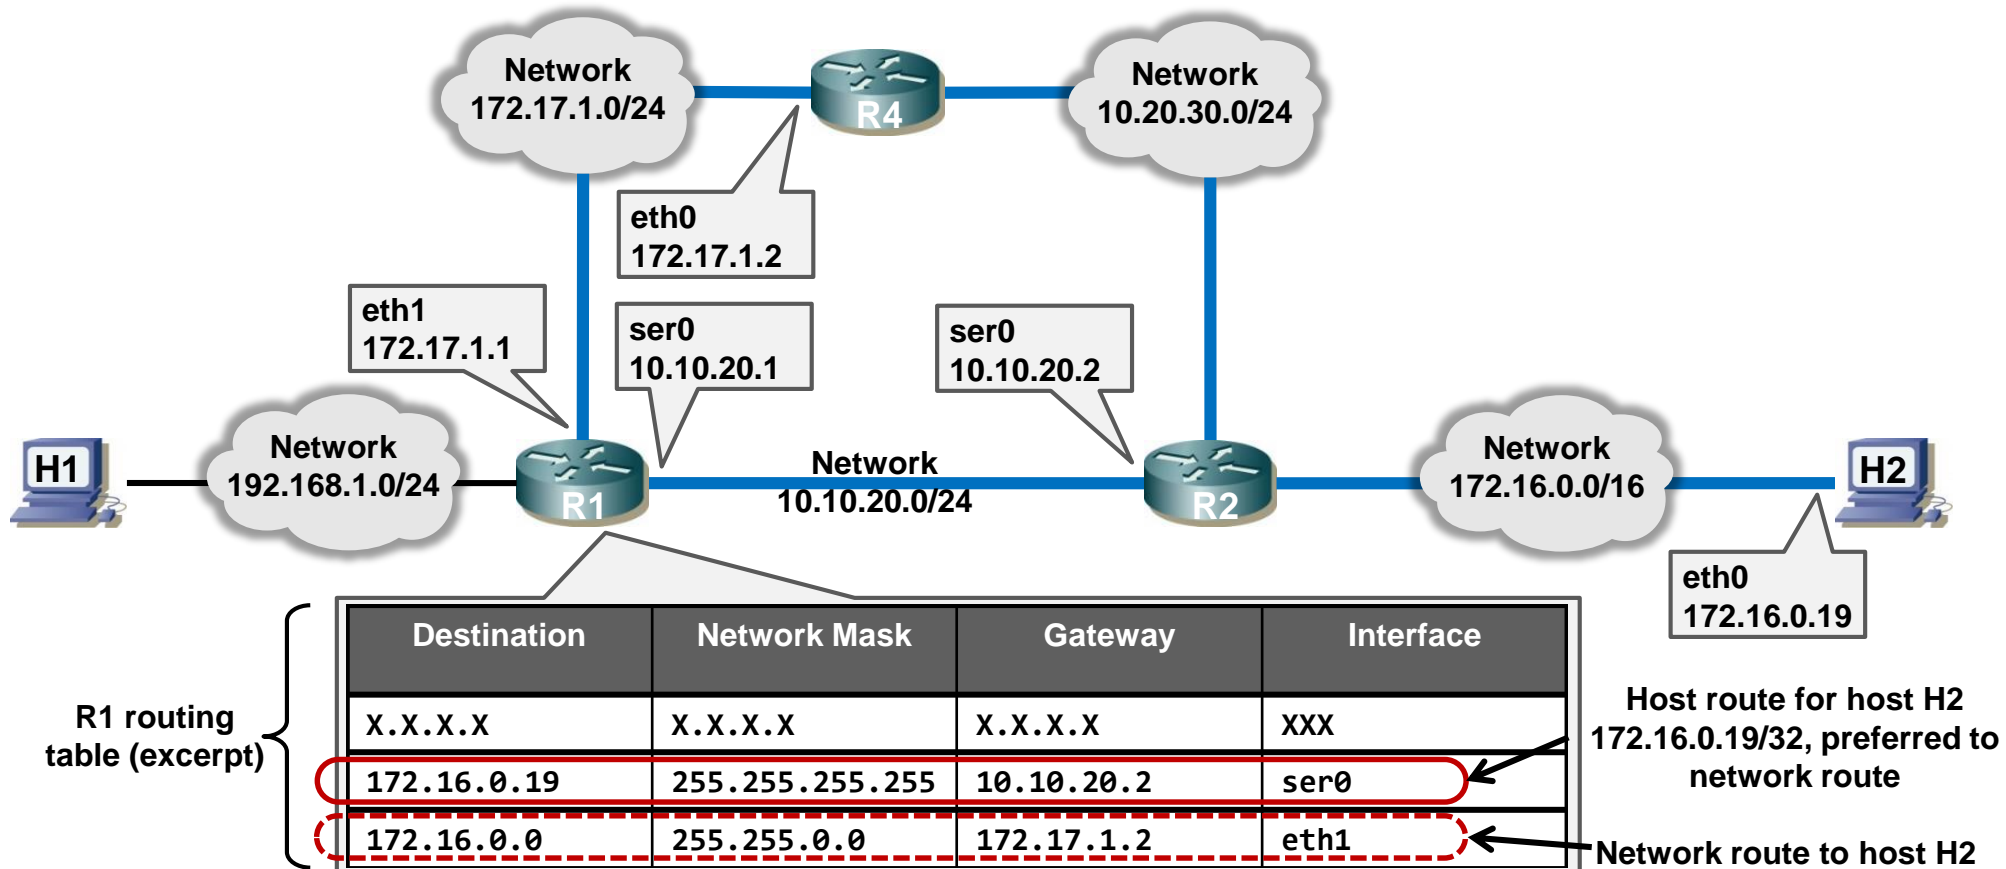 Network
172.17.1.0/24
R4
Network
10.20.30.0/24
eth0
172.17.1.2
eth1
172.17.1.1
ser0
10.10.20.1
ser0
10.10.20.2
H1
Network
192.168.1.0/24
R1
Network
10.10.20.0/24
R2
Network
172.16.0.0/16
H2
eth0
172.16.0.19
R1 routing
table (excerpt)
Destination Network Mask Gateway Interface
X.X.X.X X.X.X.X X.X.X.X XXX
172.16.0.19 255.255.255.255 10.10.20.2 ser0
172.16.0.0 255.255.0.0 172.17.1.2 eth1
Host route for host H2
172.16.0.19/32, preferred to
network route
Network route to host H2